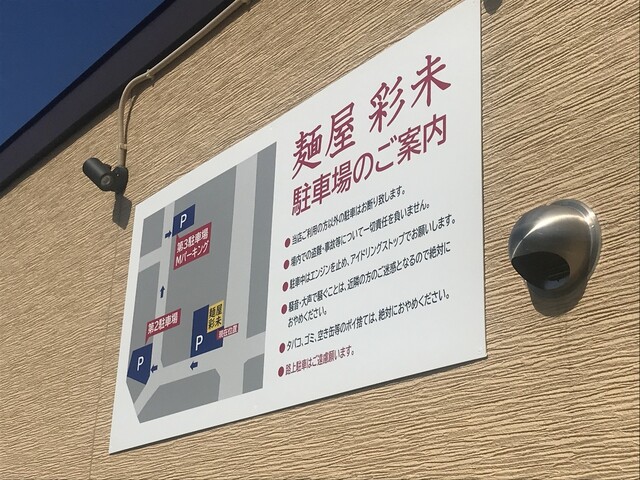 麺屋 彩未
駐車場のご案内
●当店ご利用の方以外の駐車はお断り致します。
●場内での盗難・事故等について一切責任を負いません。
●駐車中はエンジンを止め、アイドリングストップでお願いします。
●騒音・大声で騒ぐことは、近隣の方のご迷惑となるので絶対に
おやめください。
●タバコ、ゴミ、空き缶等のポイ捨ては、絶対におやめください。
●路上駐車はご遠慮願います。
P
第3駐車場
Mパーキング
第2駐車場
P
麺屋
彩未
現在位置
P